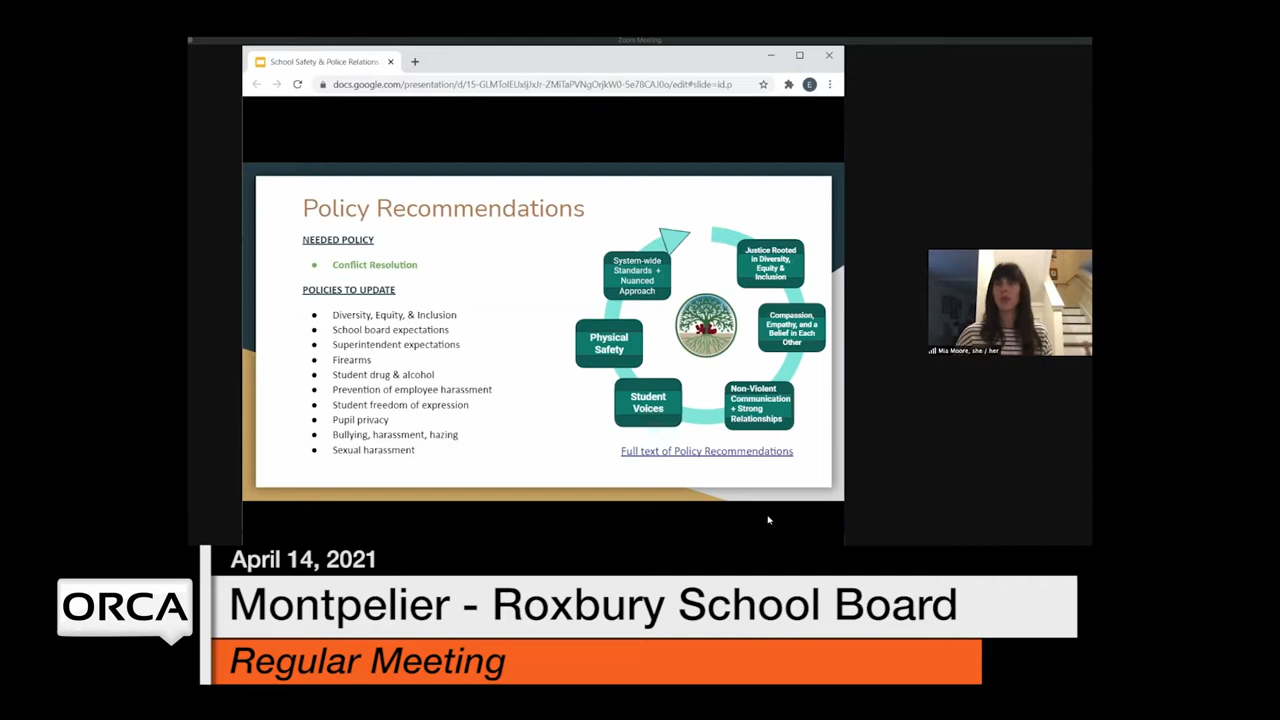 Zoom Meeting
School Safety & Police Relations
docs.google.com/presentation/d/15-GLMToIEUxIjJxJr-ZMiTaPVNgOrjkW0-5e78CAJ0o/edit#slide=id.p
E
Policy Recommendations
NEEDED POLICY
Conflict Resolution
POLICIES TO UPDATE
Diversity, Equity, & Inclusion
School board expectations
Superintendent expectations
Firearms
Student drug & alcohol
Prevention of employee harassment
Student freedom of expression
Pupil privacy
Bullying, harassment, hazing
Sexual harassment
Justice Rooted
in Diversity,
Equity &
Inclusion
Compassion,
Empathy, and a
Belief in Each
Other
Non-Violent
Communication
+ Strong
Relationships
Student
Voices
Physical
Safety
System-wide
Standards +
Nuanced
Approach
Full text of Policy Recommendations
Mia Moore, she / her
April 14, 2021
ORCA
Montpelier - Roxbury School Board
Regular Meeting